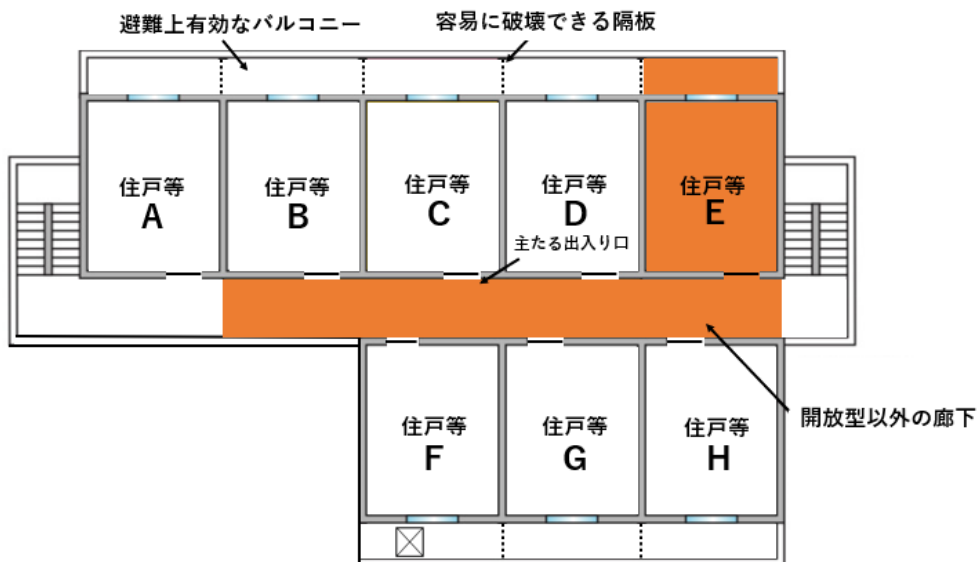 避難上有効なバルコニー
容易に破壊できる隔板
住戸等
A
住戸等
B
住戸等
C
住戸等
D
住戸等
E
主たる出入り口
住戸等
F
住戸等
G
住戸等
H
開放型以外の廊下